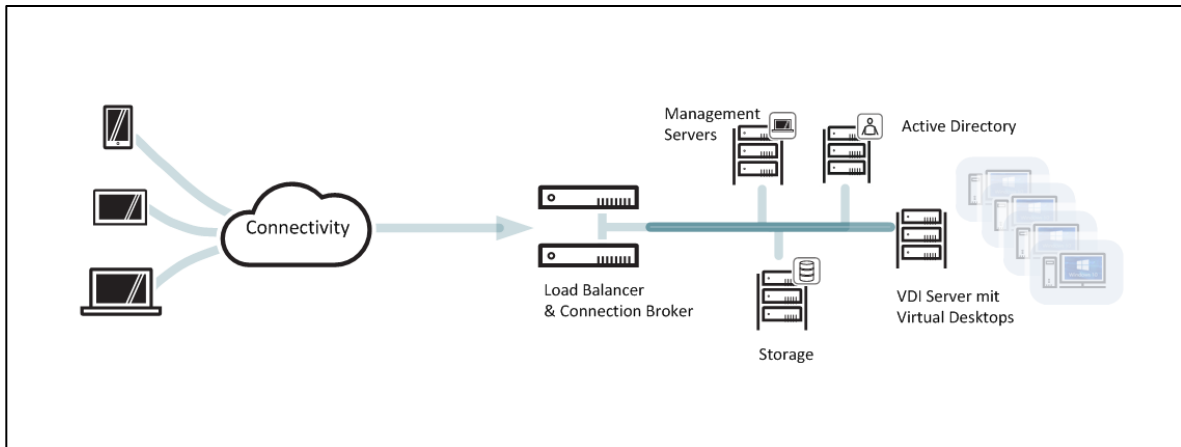 Management
Servers
Active Directory
Connectivity
Load Balancer
& Connection Broker
VDI Server mit
Virtual Desktops
Storage